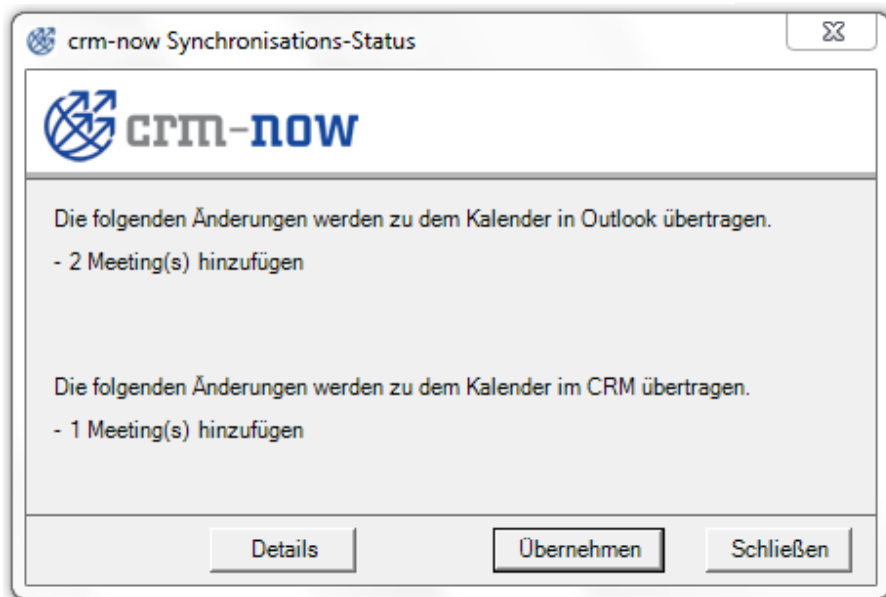 crm-now Synchronisations-Status
crm-now
Die folgenden Änderungen werden zu dem Kalender in Outlook übertragen.
- 2 Meeting(s) hinzufügen
Die folgenden Änderungen werden zu dem Kalender im CRM übertragen.
- 1 Meeting(s) hinzufügen
Details Übernehmen Schließen